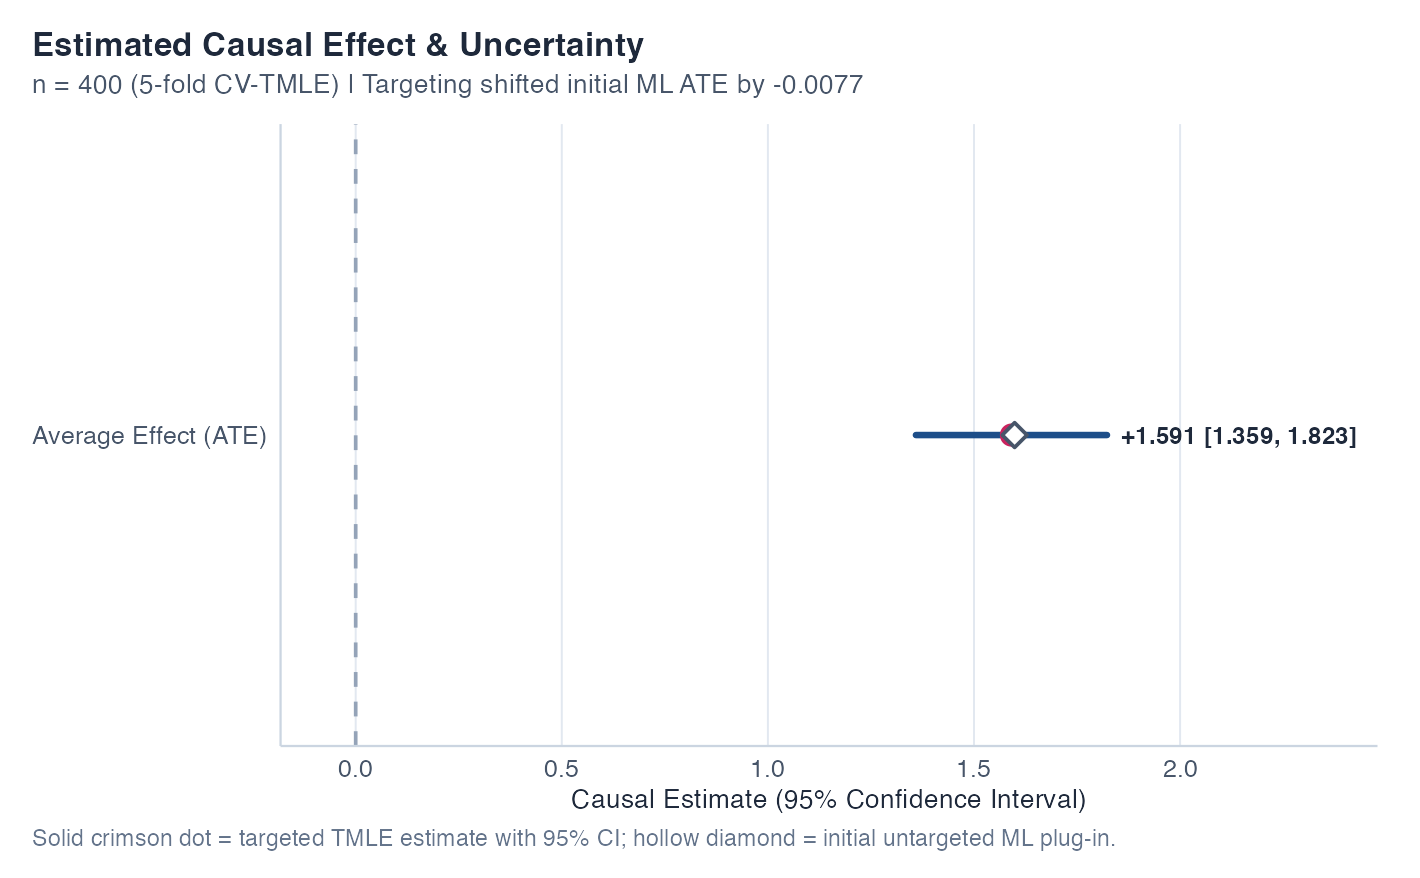 Estimated Causal Effect & Uncertainty
n = 400 (5-fold CV-TMLE) | Targeting shifted initial ML ATE by -0.0077
Average Effect (ATE)
+1.591 [1.359, 1.823]
0.0 0.5 1.0 1.5 2.0
Causal Estimate (95% Confidence Interval)
Solid crimson dot = targeted TMLE estimate with 95% CI; hollow diamond = initial untargeted ML plug-in.